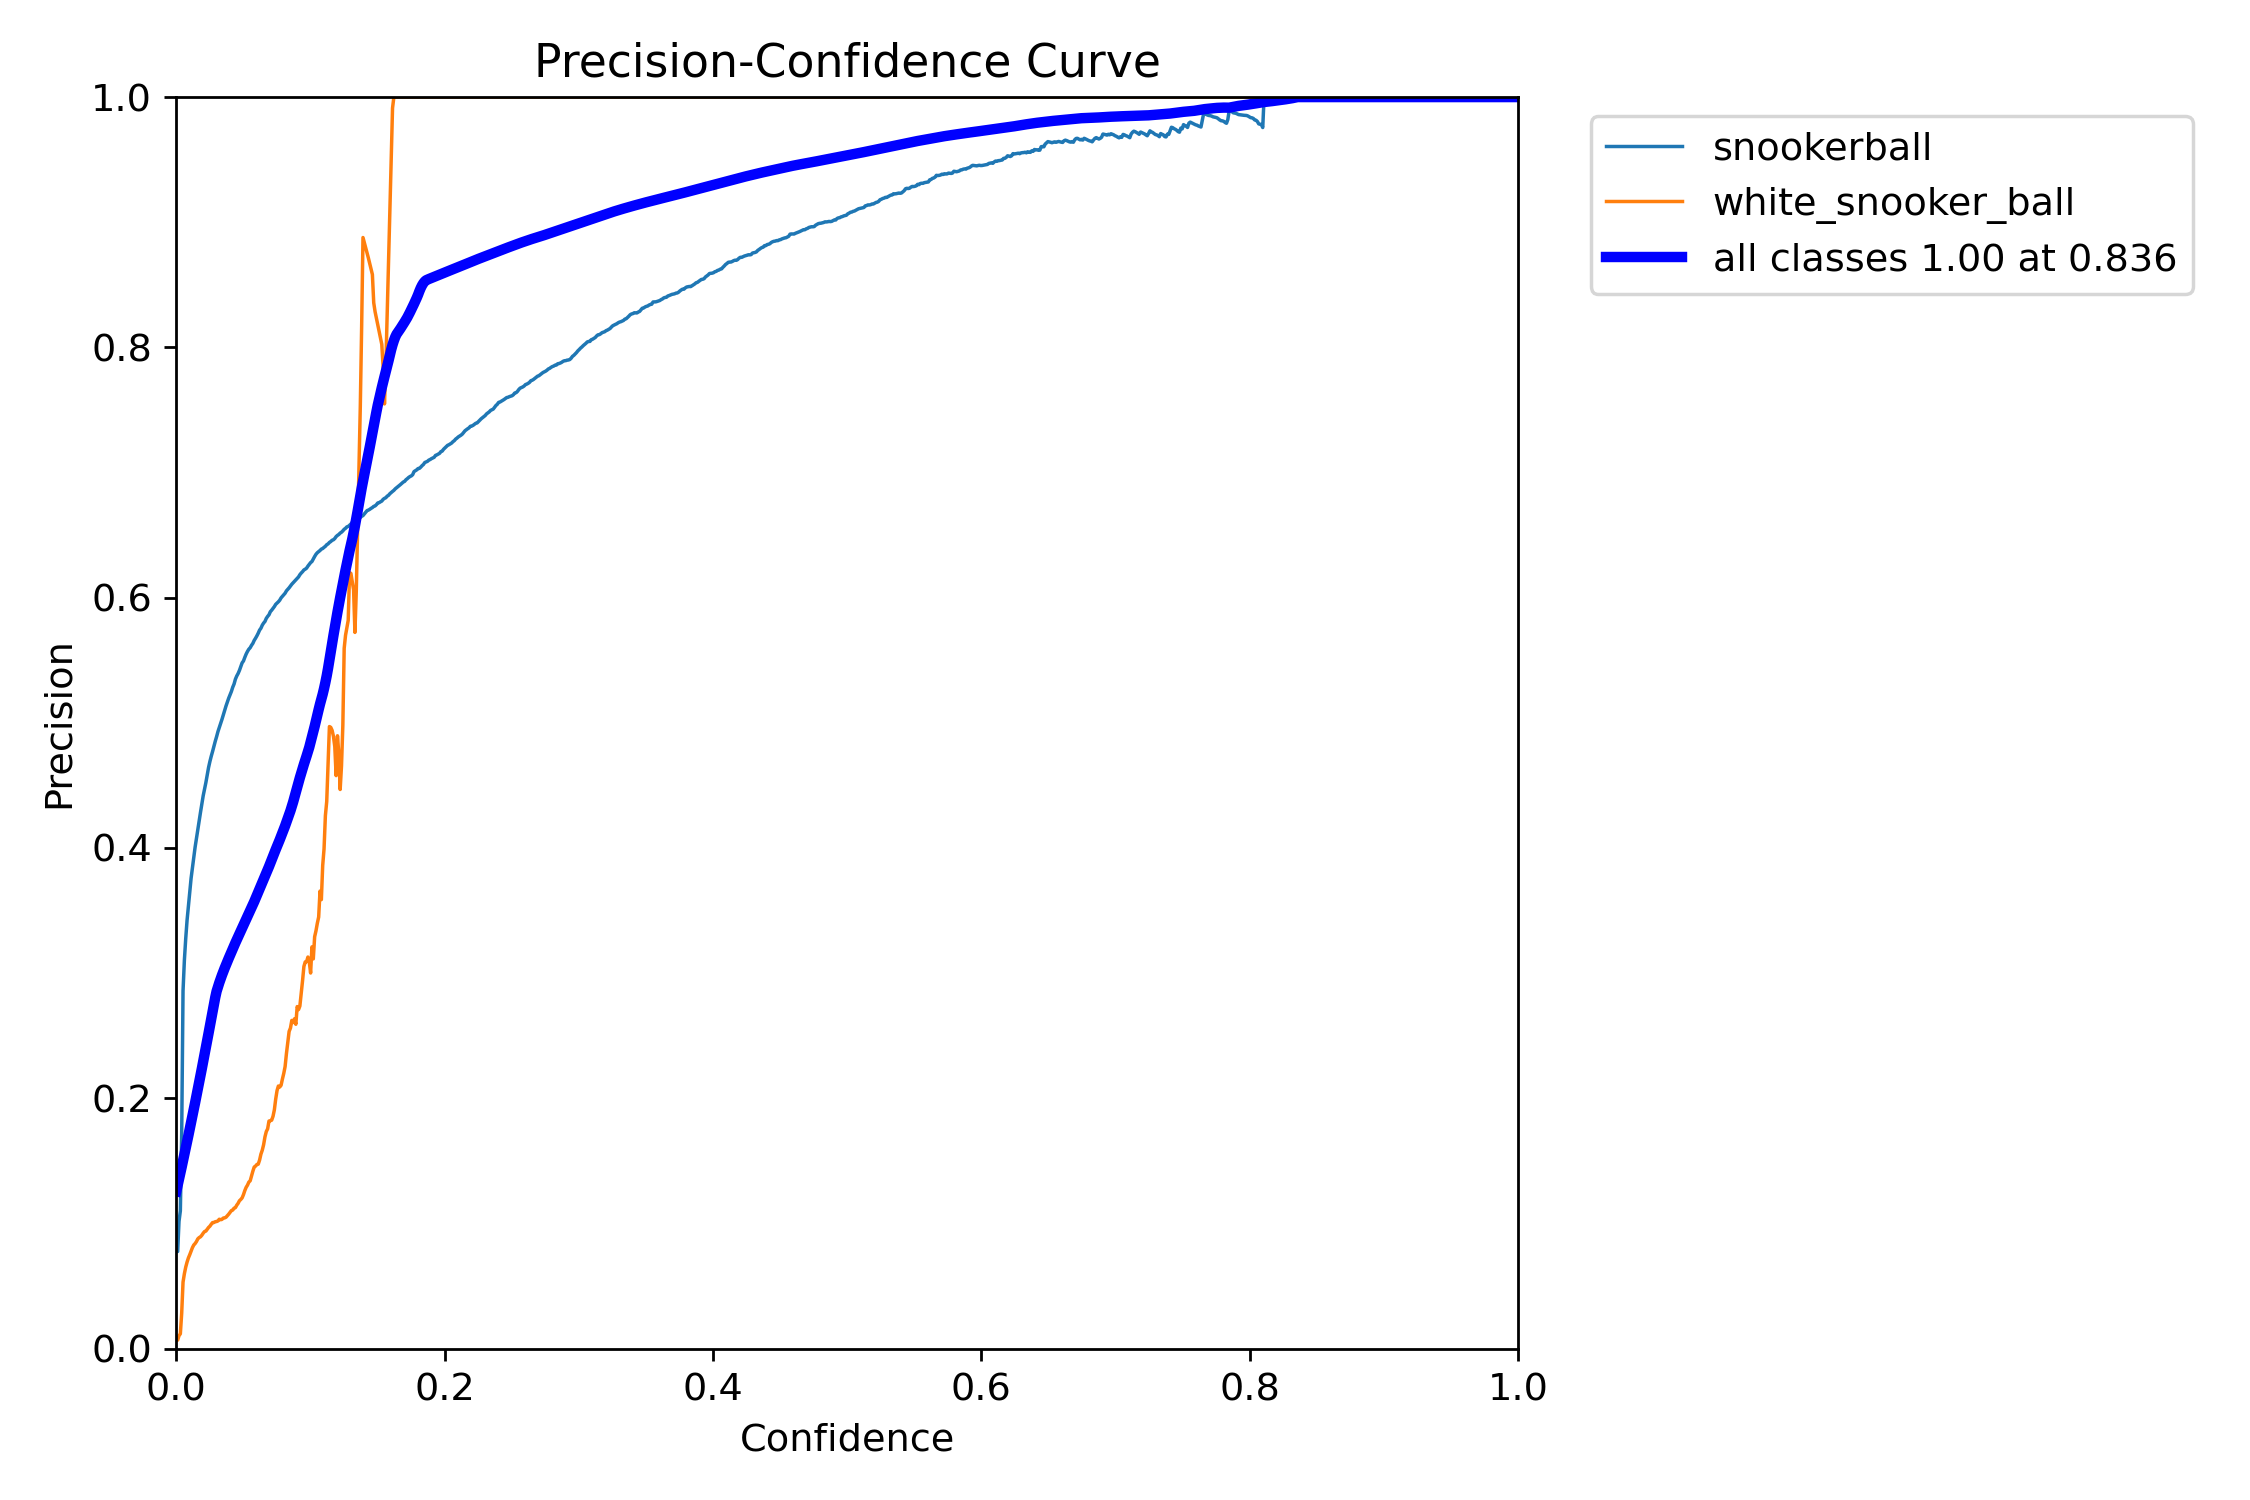 Precision-Confidence Curve
1.0
0.8
0.6
0.4
0.2
0.0
Precision
0.0 0.2 0.4 0.6 0.8 1.0
Confidence
snookerball
white_snooker_ball
all classes 1.00 at 0.836